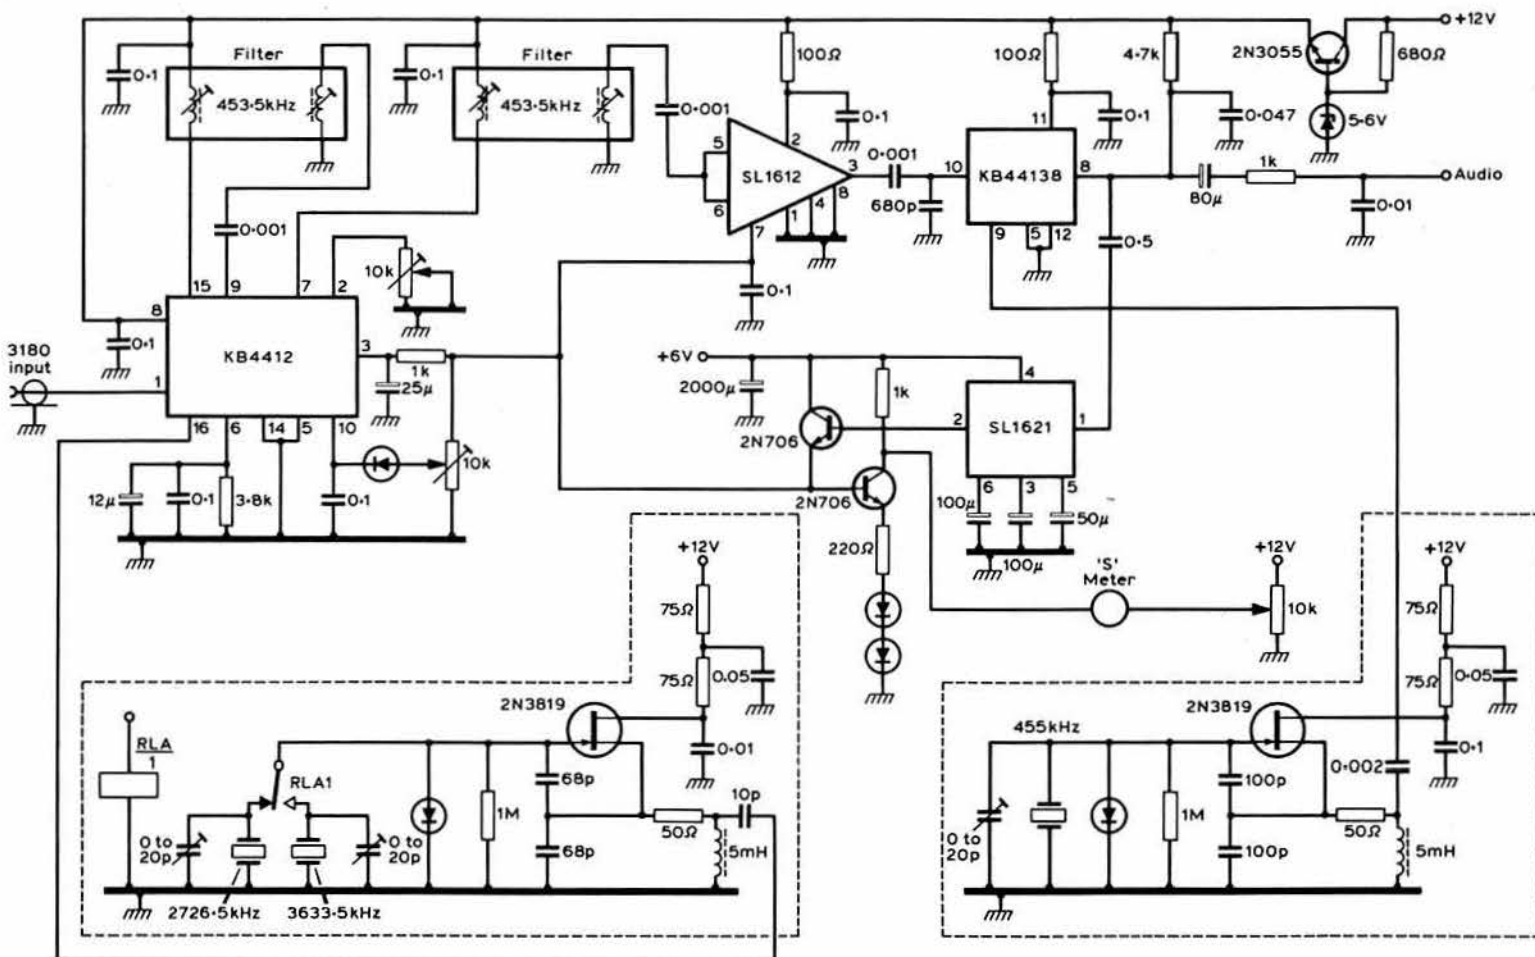 +12V
Filter
Filter
0·1
453·5kHz
0·1
453·5kHz
0·001
100Ω
0·1
100Ω
0·1
4·7k
0·047
2N3055
680Ω
5·6V
2
5
6
SL1612
3
8
4
1
7
0·001
680p
11
10
KB44138
8
9
5
12
80μ
1k
Audio
0·01
0·5
0·001
10k
0·1
15
9
7
2
8
0·1
3180
input
1
KB4412
3
1k
25μ
16
6
14
5
10
12μ
0·1
3·8k
0·1
10k
+6V
2000μ
1k
2N706
2N706
4
2
SL1621
1
6
3
5
100μ
50μ
100μ
220Ω
'S'
Meter
+12V
10k
+12V
75Ω
75Ω
0·05
2N3819
0·01
RLA
1
RLA1
68p
1M
50Ω
10p
0 to
20p
0 to
20p
68p
5mH
2726·5kHz
3633·5kHz
+12V
75Ω
75Ω
0·05
2N3819
455kHz
0·1
0·002
100p
1M
50Ω
0 to
20p
100p
5mH